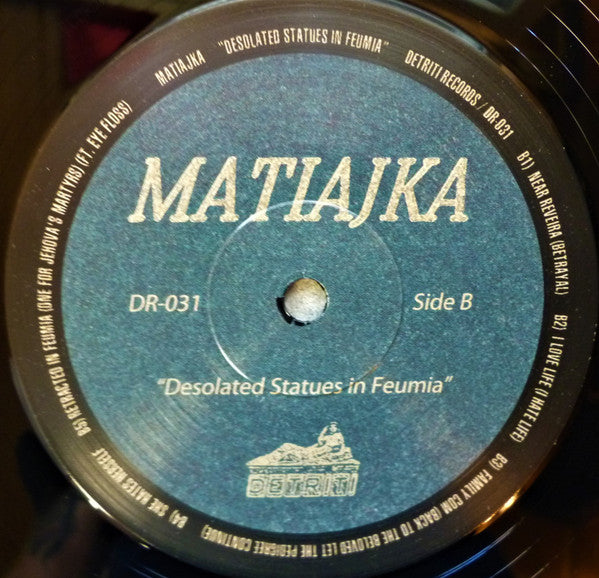 MATIAJKA "DESOLATED STATUES IN FEUMIA" DETRITI RECORDS / DR-031
B1) NEAR REVEIRA (BETRAYAL)
B2) I LOVE LIFE (I HATE LIFE)
B3) FAMILY COM (BACK TO THE BELOVED LET THE PEDIGREE CONTINUE)
B4) SHE HATES HERSELF
B5) RETRACTED IN FEUMIA (ONE FOR JEHOVA'S MARTYRS) (FT. EYE FLOSS)
MATIAJKA
DR-031
Side B
"Desolated Statues in Feumia"
DETRITI